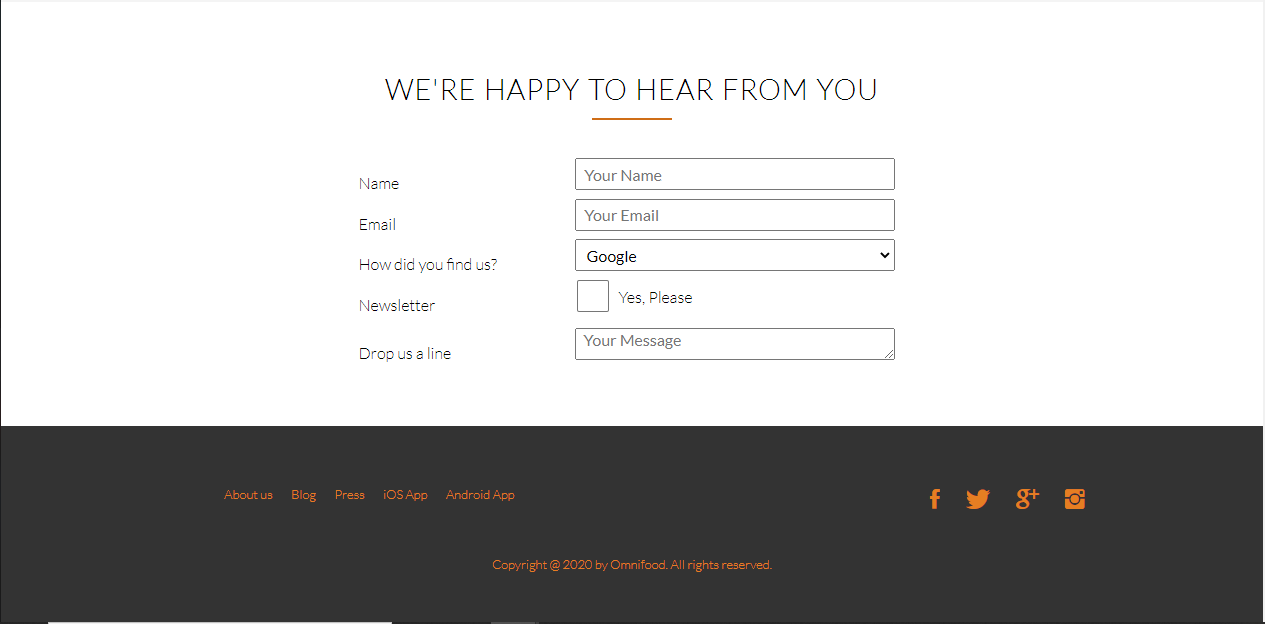 WE'RE HAPPY TO HEAR FROM YOU
Name
Your Name
Email
Your Email
How did you find us?
Google
Newsletter
Yes, Please
Drop us a line
Your Message
About us Blog Press iOS App Android App
Copyright @ 2020 by Omnifood. All rights reserved.